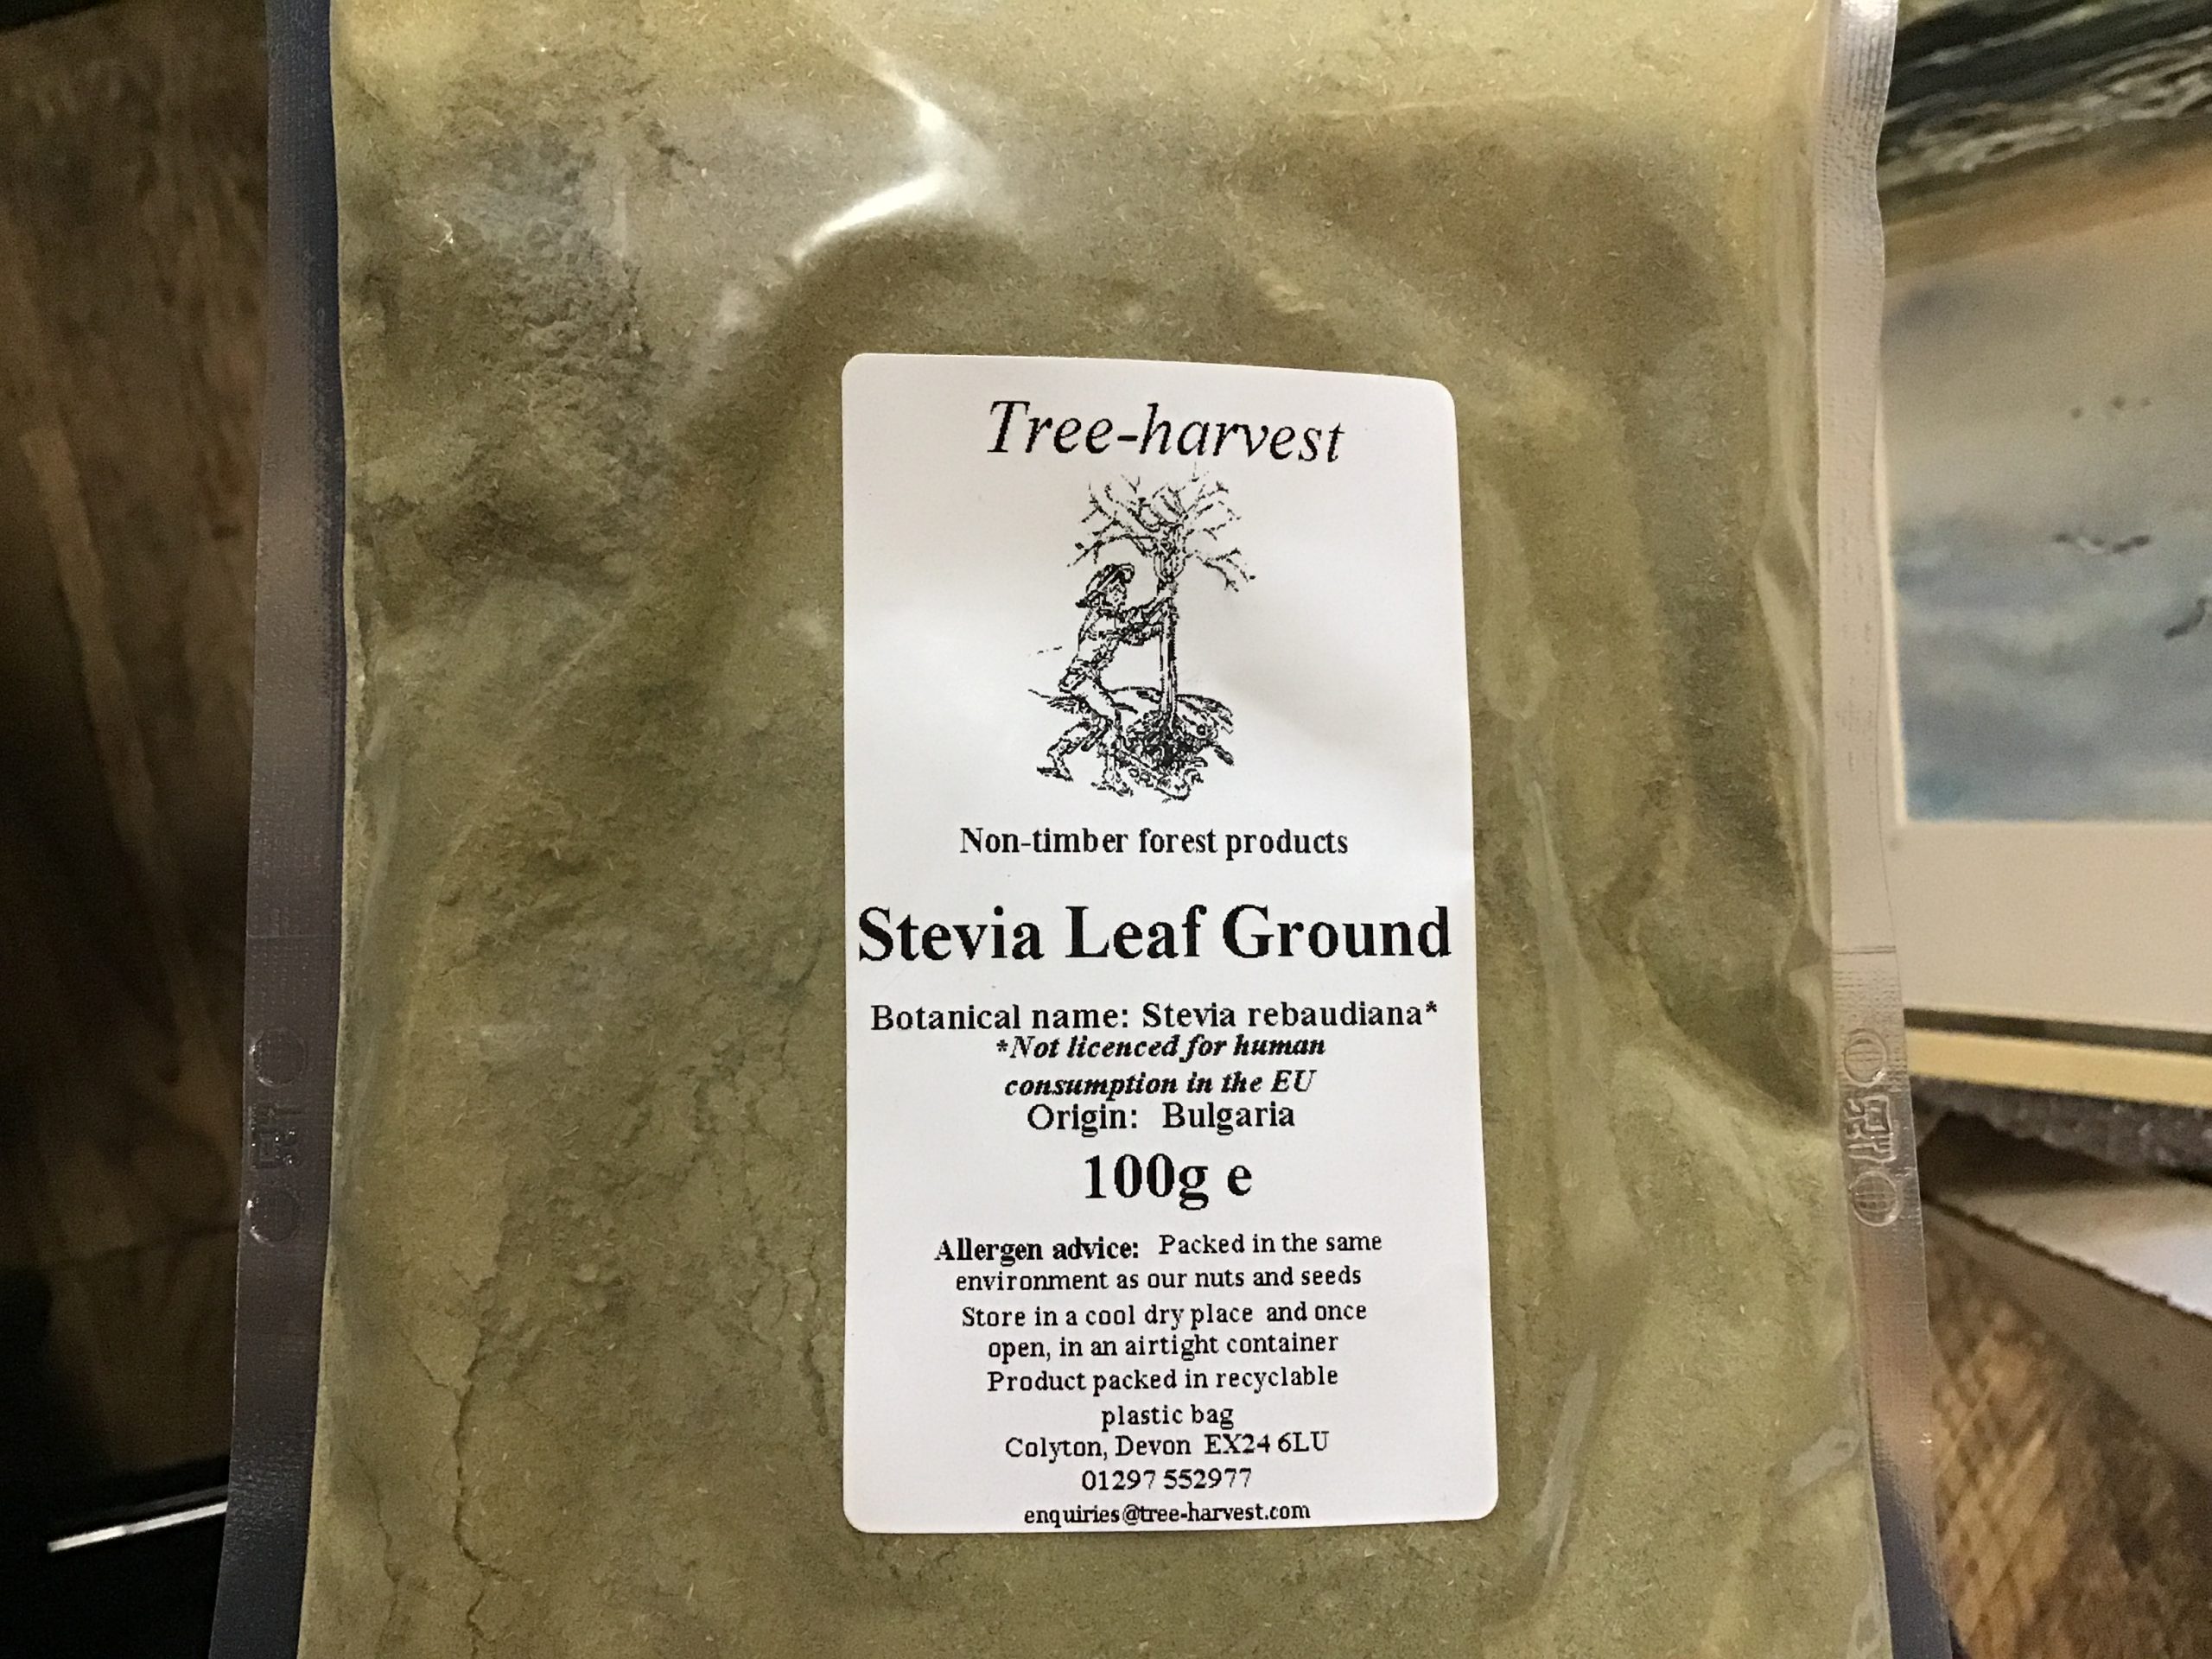 Tree-harvest
Non-timber forest products
Stevia Leaf Ground
Botanical name: Stevia rebaudiana*
*Not licenced for human
consumption in the EU
Origin: Bulgaria
100g e
Allergen advice: Packed in the same
environment as our nuts and seeds
Store in a cool dry place and once
open, in an airtight container
Product packed in recyclable
plastic bag
Colyton, Devon EX24 6LU
01297 552977
enquiries@tree-harvest.com